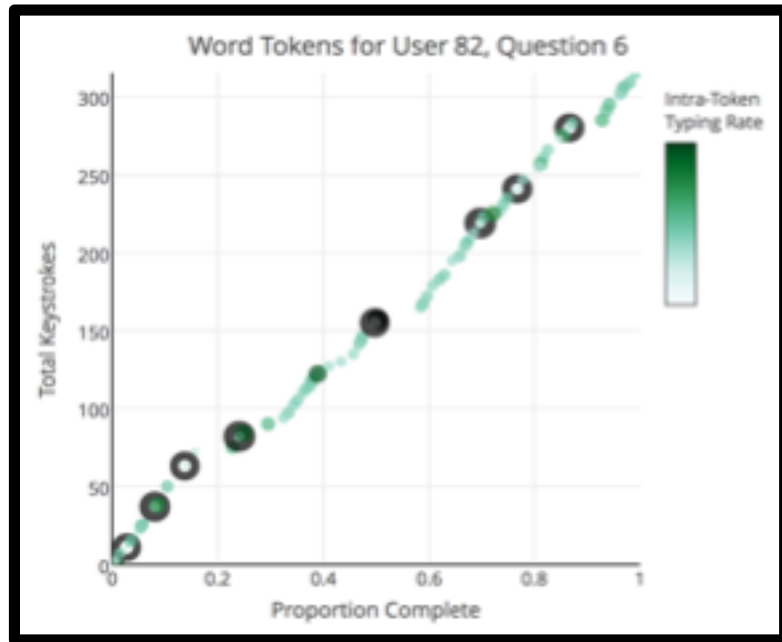 Word Tokens for User 82, Question 6
Intra-Token
Typing Rate
Total Keystrokes
300
250
200
150
100
50
0
0 0.2 0.4 0.6 0.8 1
Proportion Complete